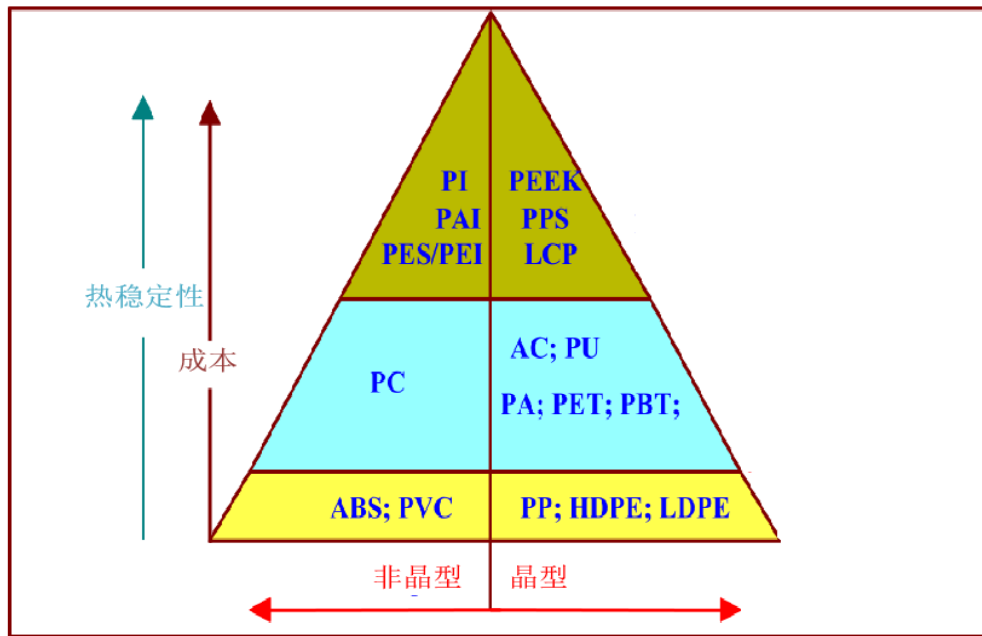 PI
PEEK
PAI
PPS
PES/PEI
LCP
热稳定性
成本
AC; PU
PC
PA; PET; PBT;
ABS; PVC
PP; HDPE; LDPE
非晶型
晶型